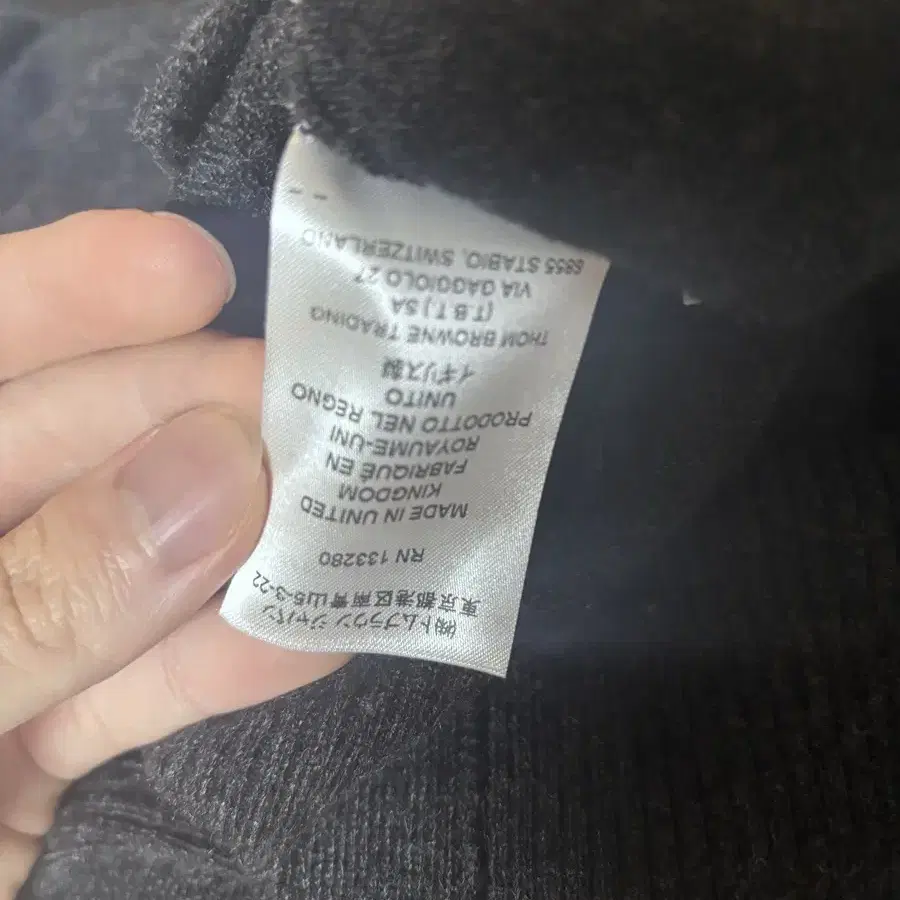 ㈱トムブラウン ジャパン
東京都港区南青山5-3-22
RN 133280
MADE IN UNITED
KINGDOM
FABRIQUÉ EN
ROYAUME-UNI
PRODOTTO NEL REGNO
UNITO
イギリス製
THOM BROWNE TRADING
(T.B.T.) SA
VIA GAGGIOLO 27
6855 STABIO, SWITZERLAND